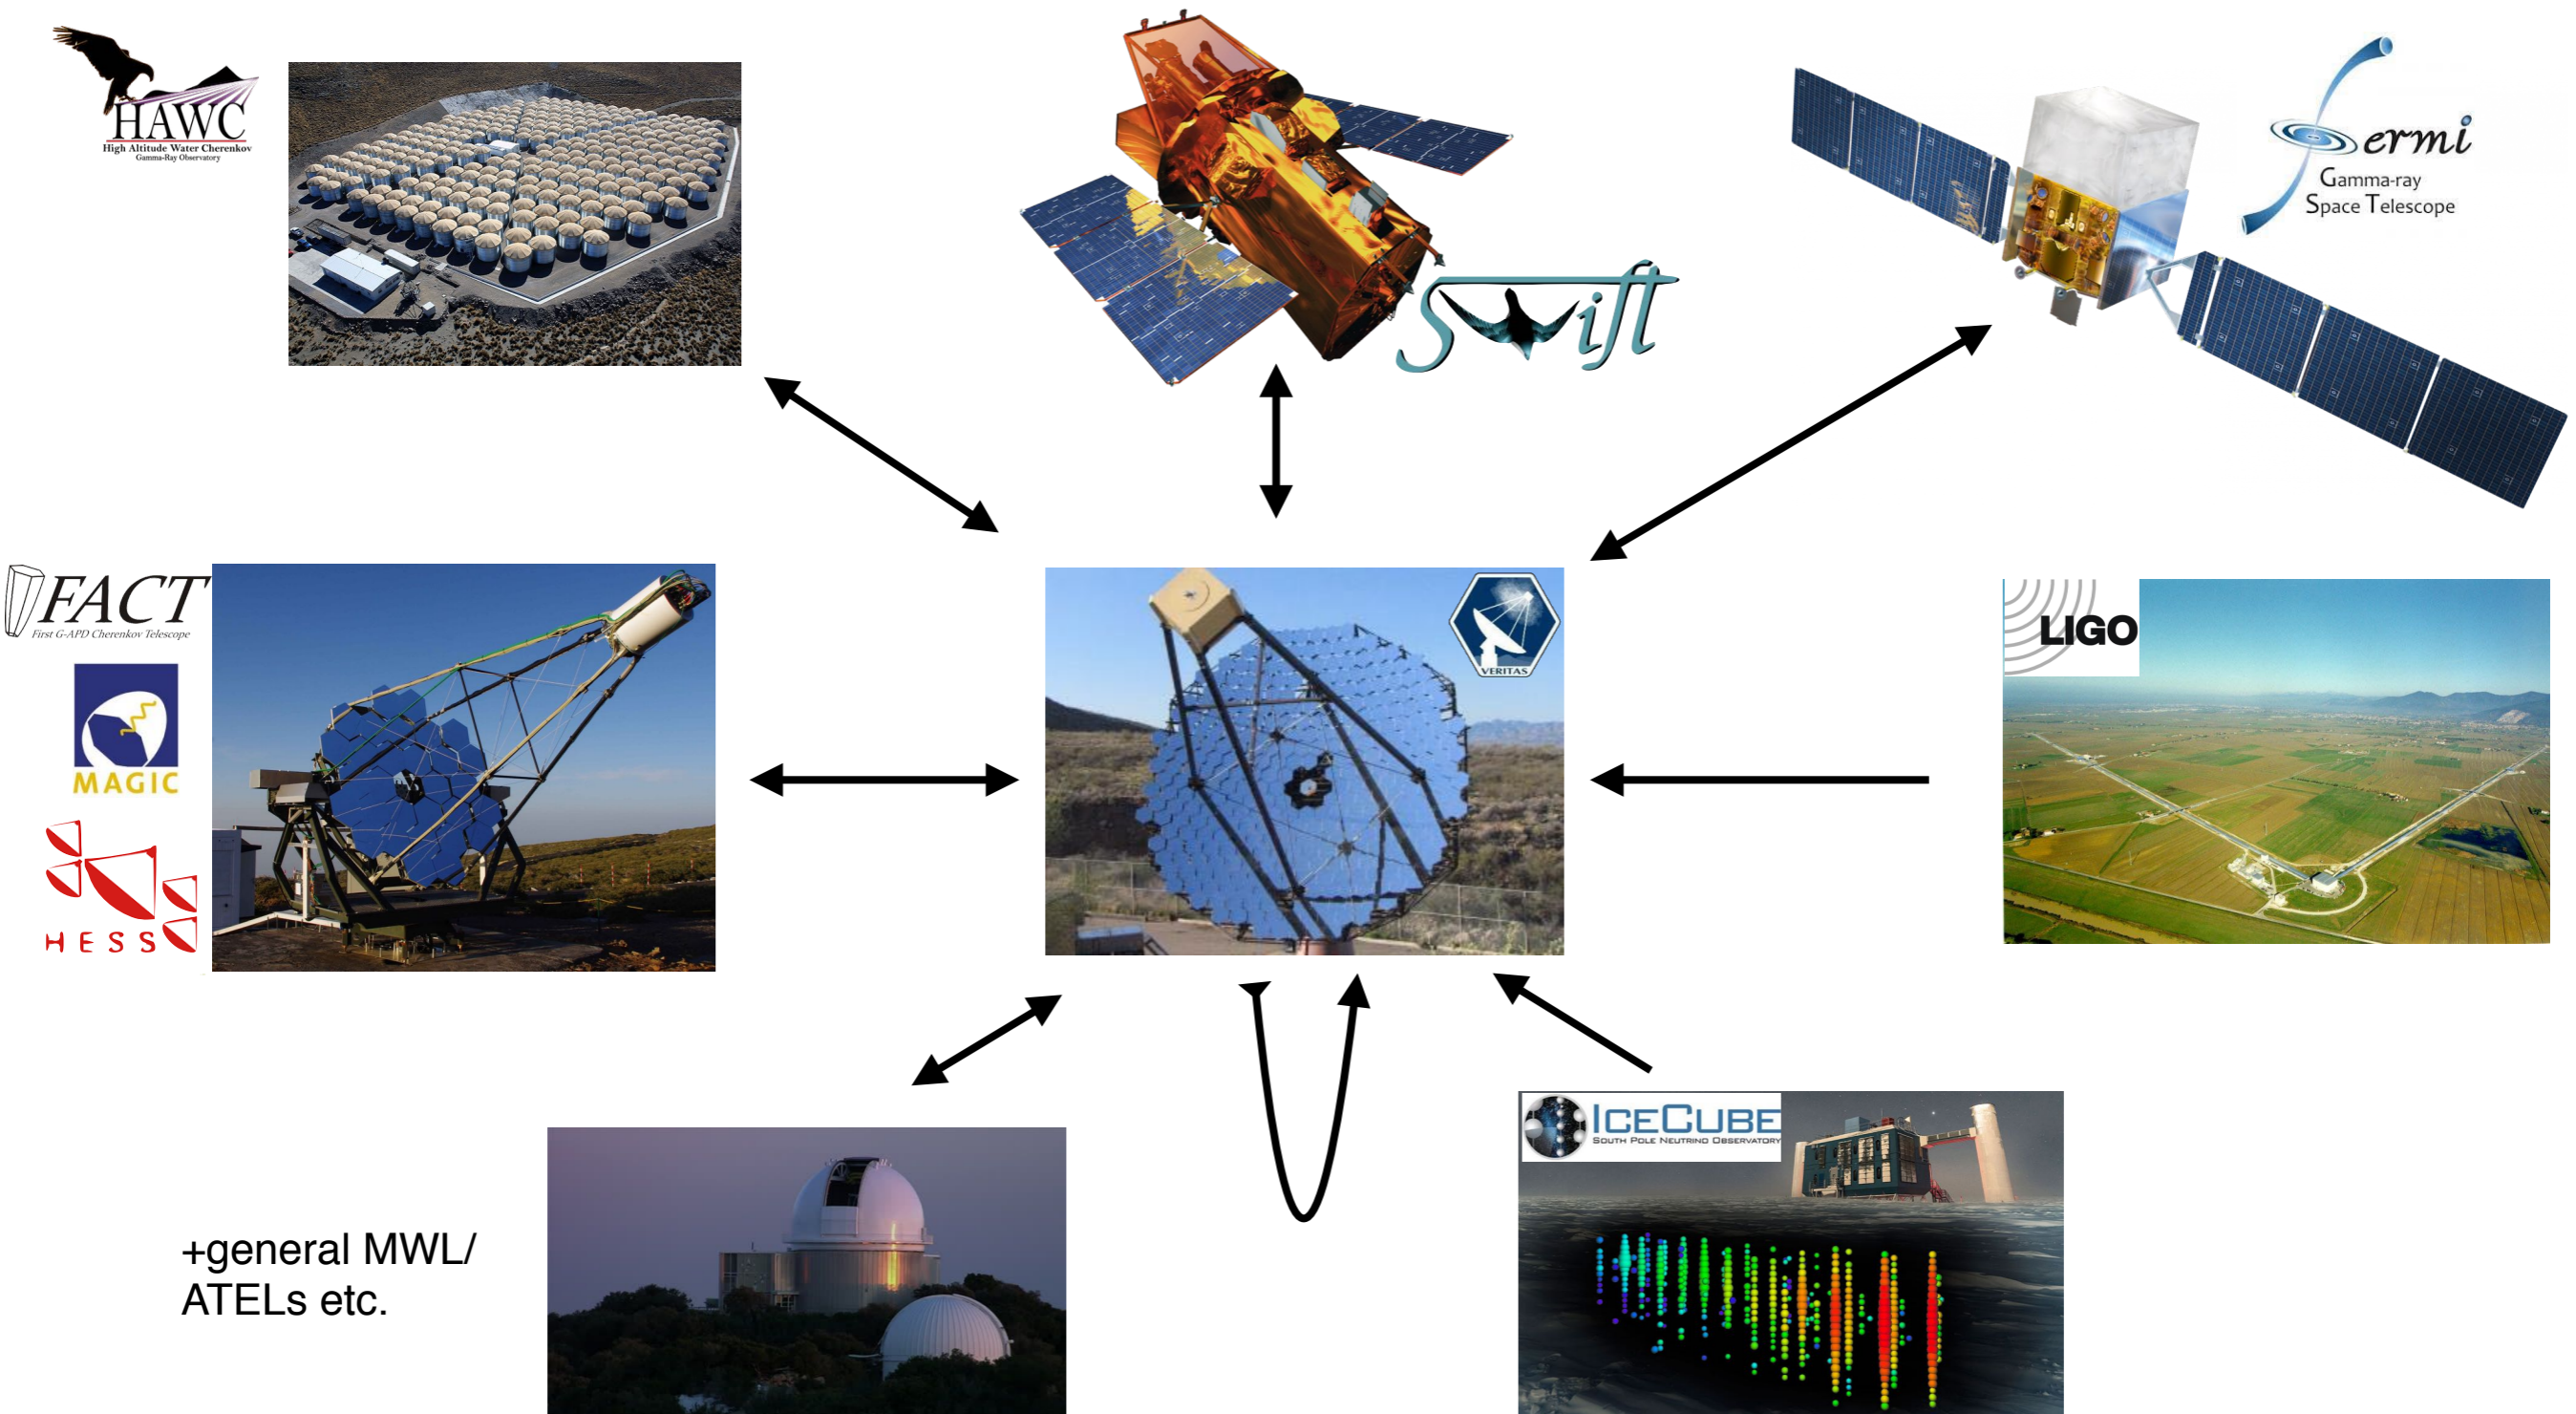 HAWC
High Altitude Water Cherenkov
Gamma-Ray Observatory
Swift
Fermi
Gamma-ray
Space Telescope
FACT
First G-APD Cherenkov Telescope
MAGIC
HESS
VERITAS
LIGO
+general MWL/
ATELs etc.
ICECUBE
SOUTH POLE NEUTRINO OBSERVATORY